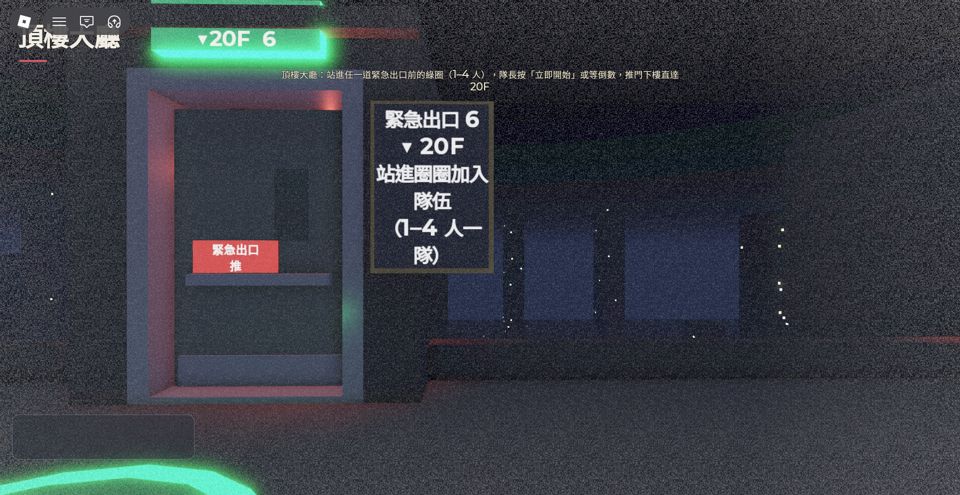 頂樓大廳
▼20F 6
頂樓大廳：站進任一道緊急出口前的綠圈（1–4 人），隊長按「立即開始」或等倒數，推門下樓直達
20F
緊急出口 6
▼ 20F
站進圈圈加入
隊伍
（1–4 人一
隊）
緊急出口
推